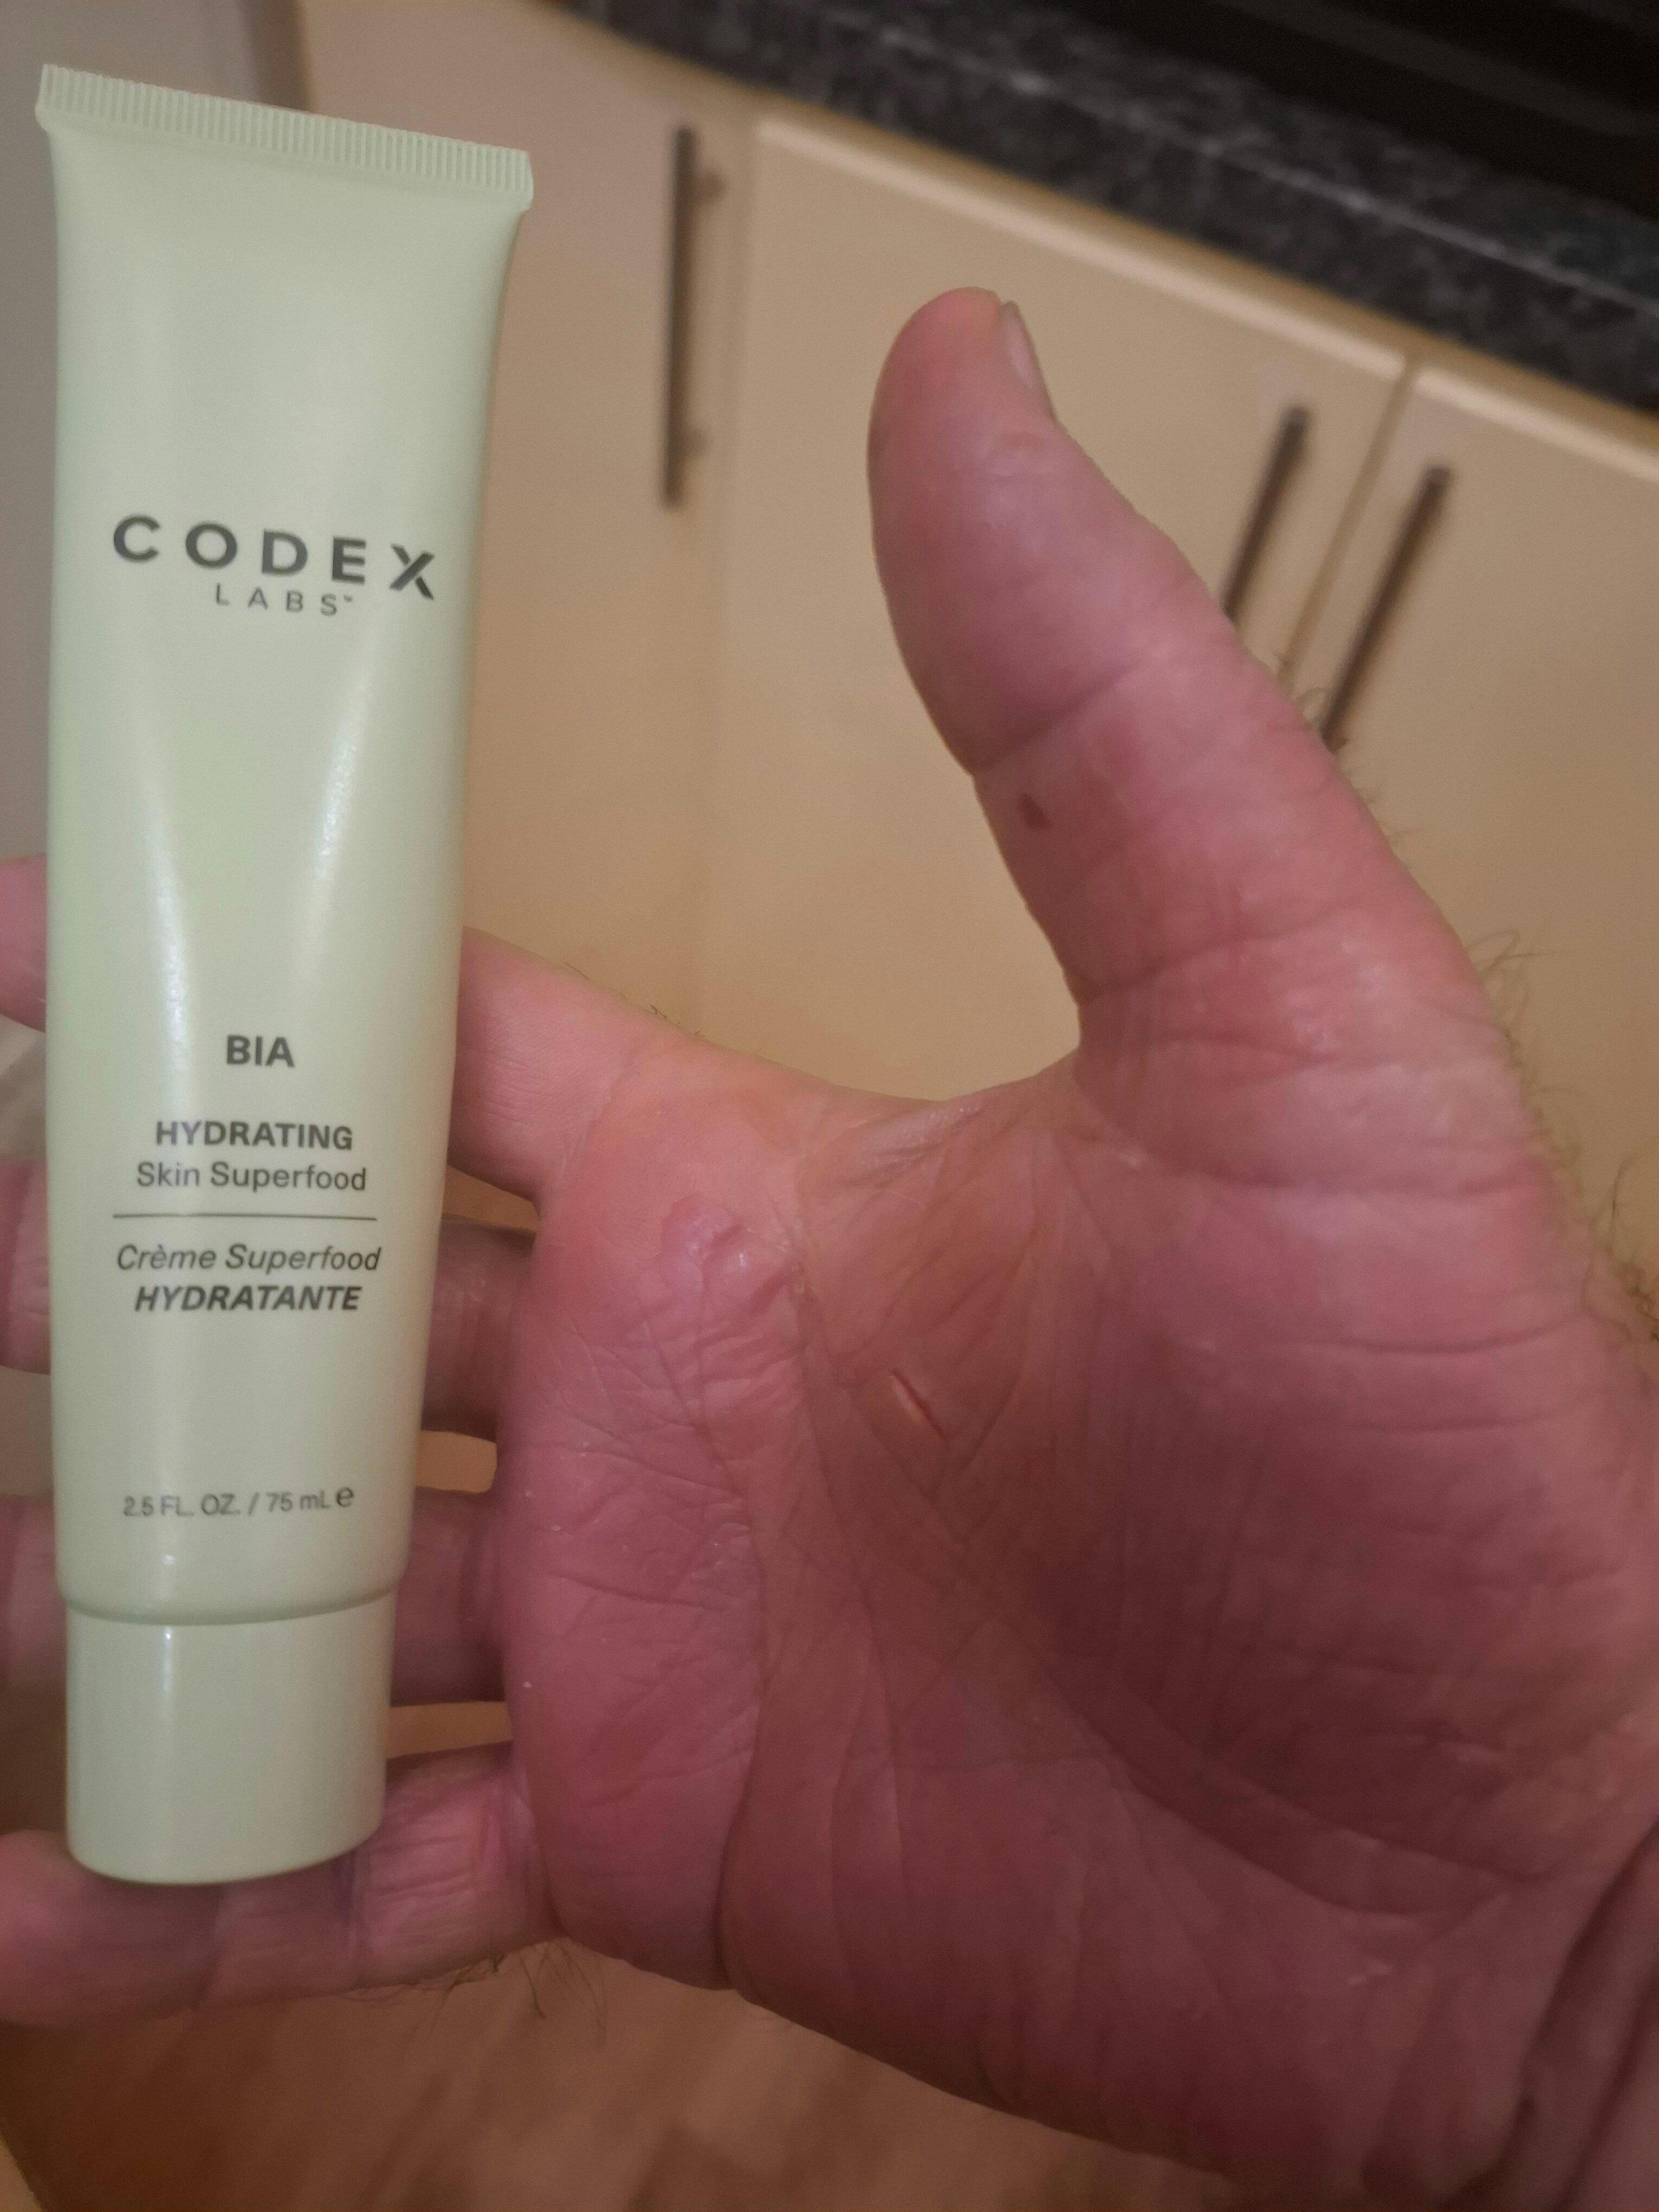 CODEX
LABS™
BIA
HYDRATING
Skin Superfood
Crème Superfood
HYDRATANTE
2.5 FL. OZ. / 75 mL ℮